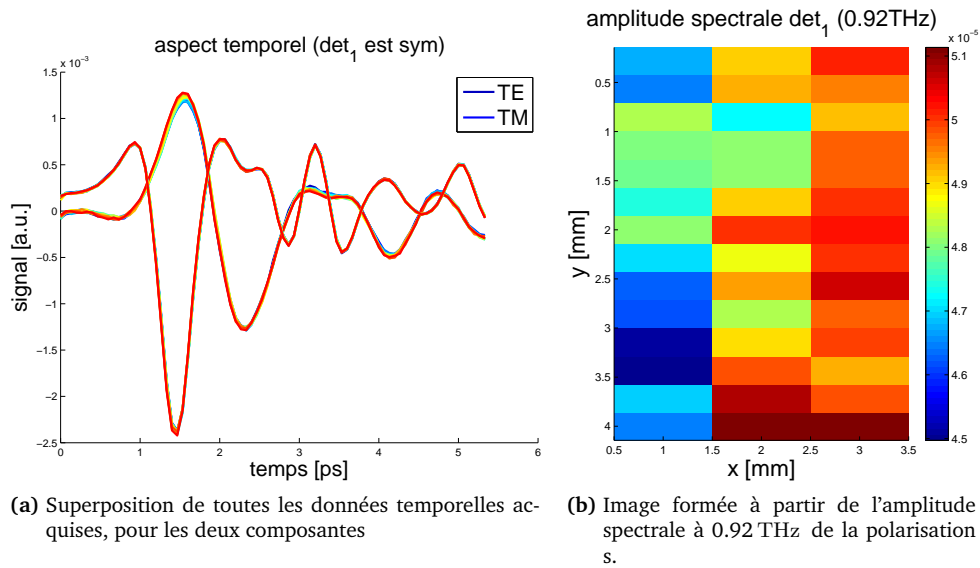 aspect temporel (det1 est sym)
x 10−3
1.5
1
0.5
0
−0.5
−1
−1.5
−2
−2.5
signal [a.u.]
TE
TM
0 1 2 3 4 5 6
temps [ps]
(a) Superposition de toutes les données temporelles ac-
quises, pour les deux composantes
amplitude spectrale det1 (0.92THz)
x 10−5
0.5
1
1.5
2
2.5
3
3.5
4
y [mm]
0.5 1 1.5 2 2.5 3 3.5
x [mm]
5.1
5
4.9
4.8
4.7
4.6
4.5
(b) Image formée à partir de l'amplitude
spectrale à 0.92 THz de la polarisation
s.